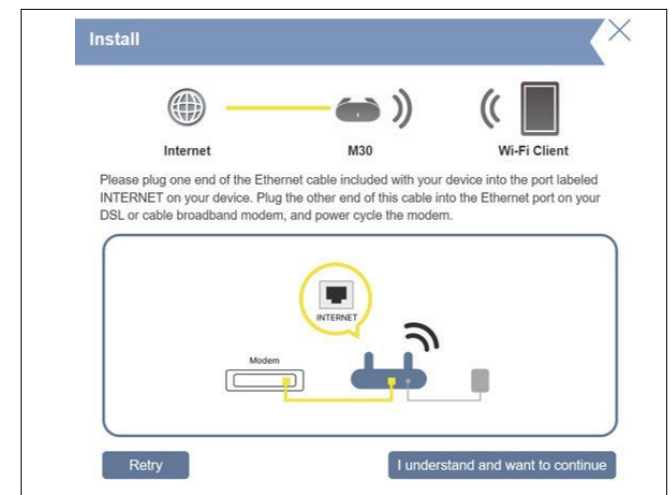 Install
Internet
M30
Wi-Fi Client
Please plug one end of the Ethernet cable included with your device into the port labeled
INTERNET on your device. Plug the other end of this cable into the Ethernet port on your
DSL or cable broadband modem, and power cycle the modem.
INTERNET
Modem
Retry
I understand and want to continue